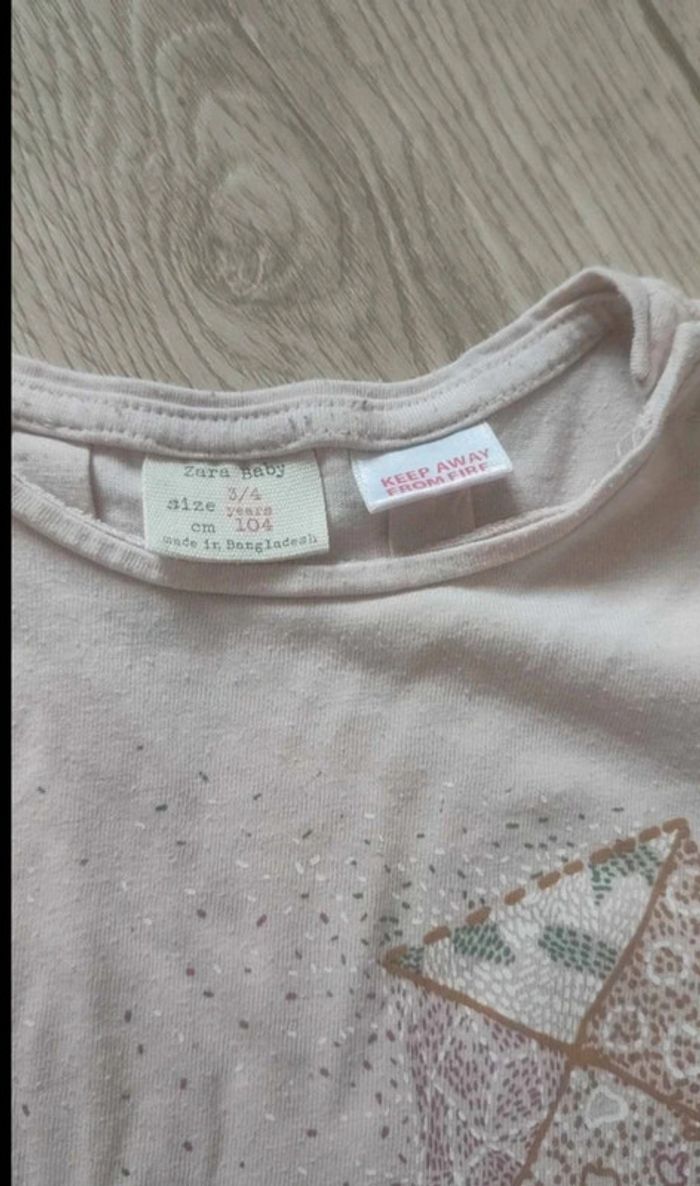 Zara Baby
size 3/4 years
cm 104
made in Bangladesh
KEEP AWAY
FROM FIRE